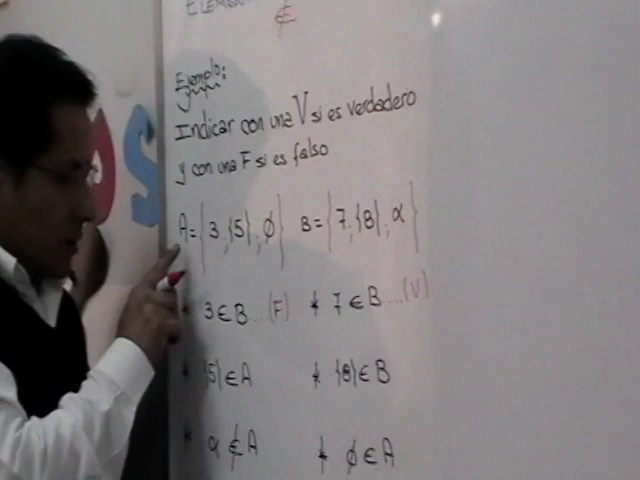 ∉
Ejemplo:
Indicar con una V si es verdadero
y con una F si es falso
A = { 3, {5}, ∅ } B = { 7, {8}, α }
* 3 ∈ B ...(F) * 7 ∈ B ...(V)
* {5} ∈ A * {8} ∈ B
* α ∉ A * ∅ ∈ A